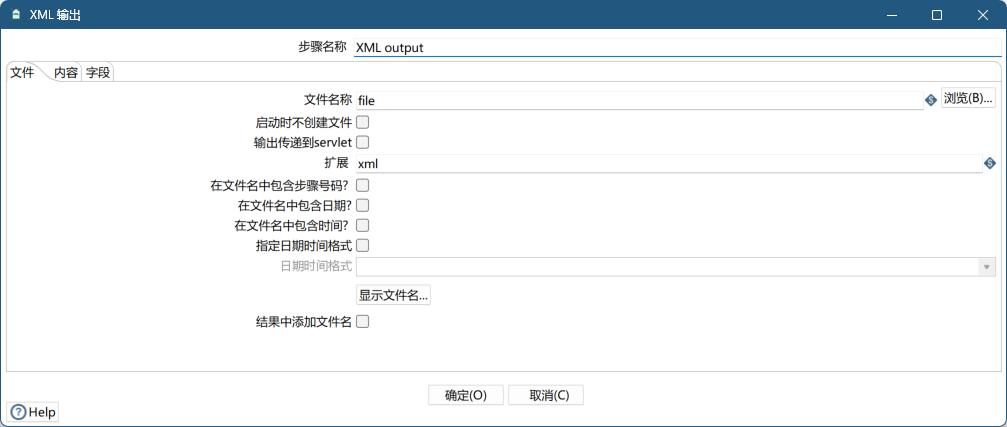 XML 输出
步骤名称 XML output
文件 内容 字段
文件名称 file 浏览(B)...
启动时不创建文件
输出传递到servlet
扩展 xml
在文件名中包含步骤号码?
在文件名中包含日期?
在文件名中包含时间?
指定日期时间格式
日期时间格式
显示文件名...
结果中添加文件名
确定(O) 取消(C)
Help